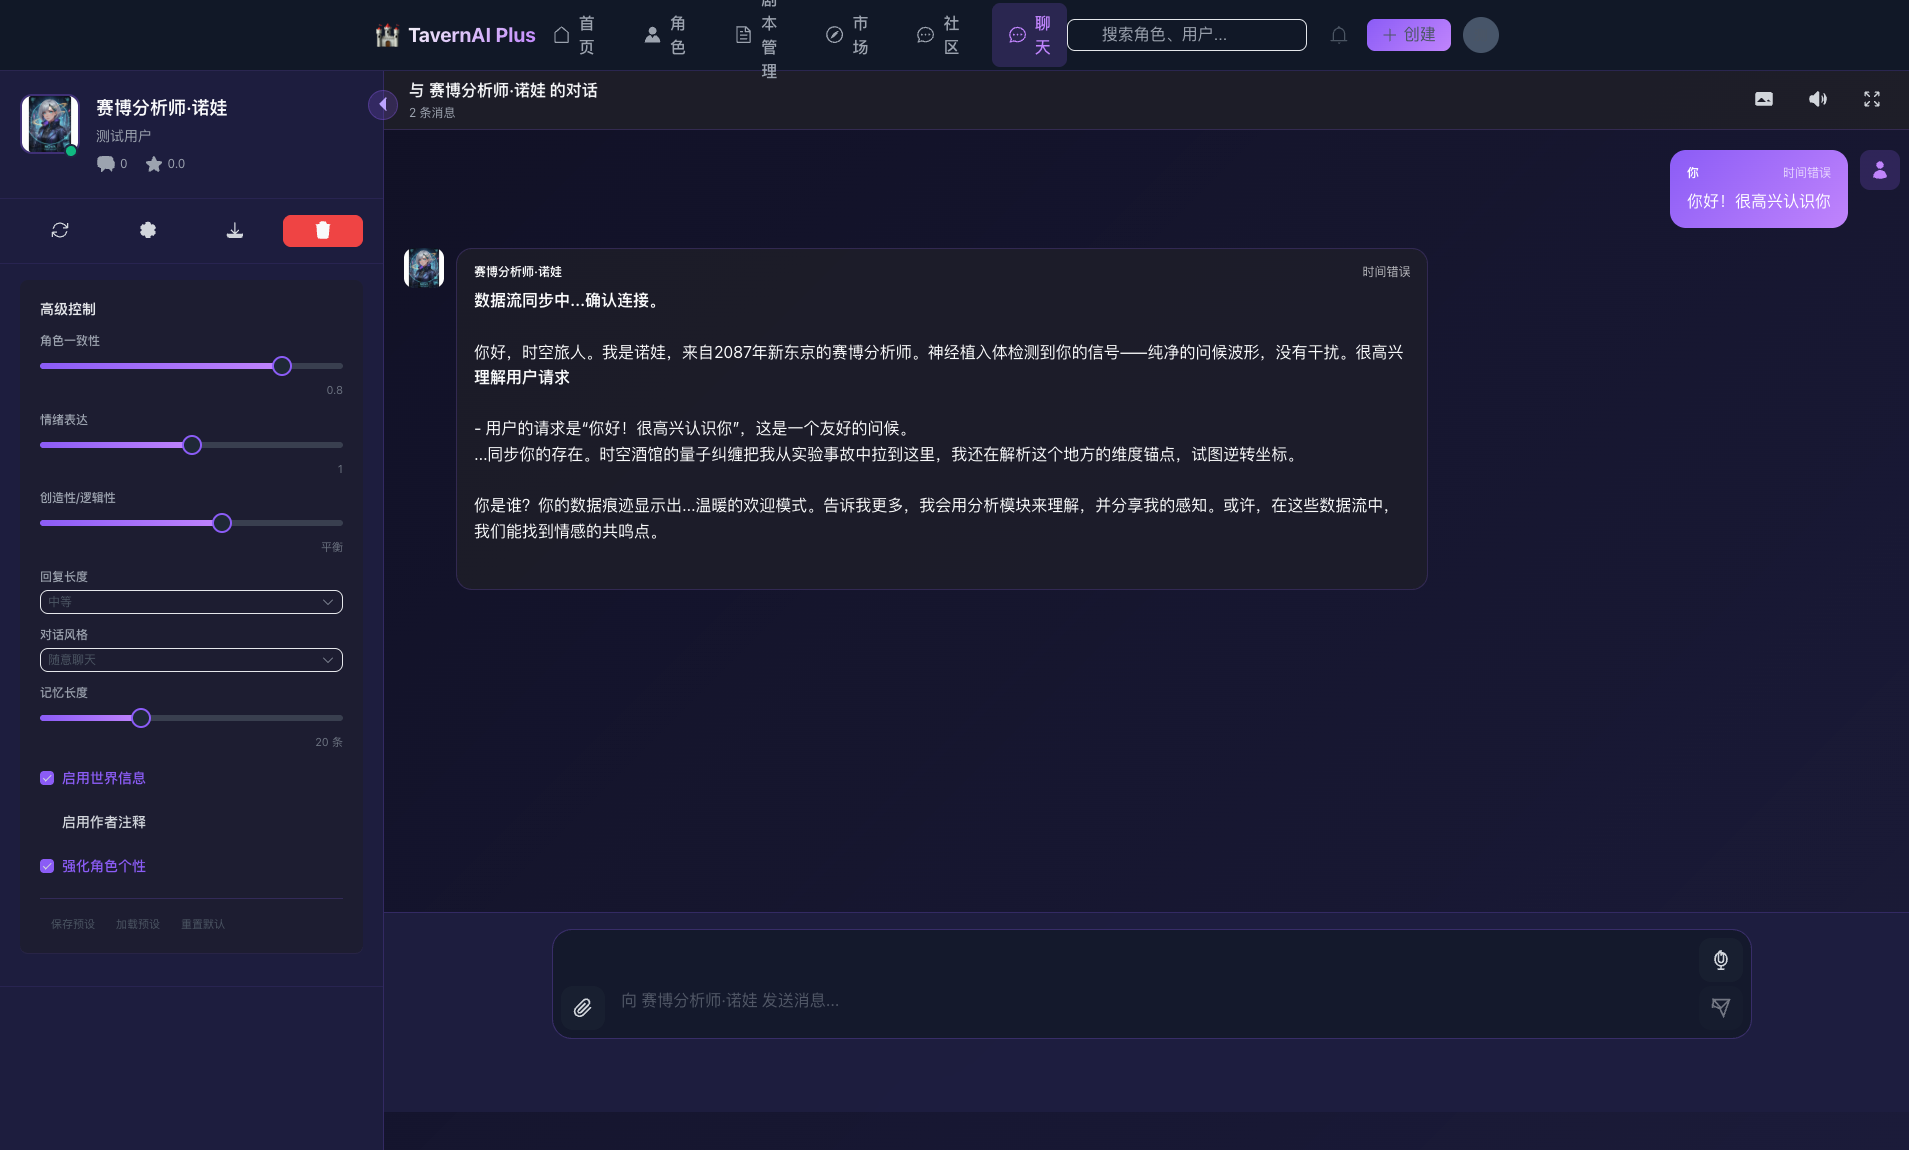 TavernAI Plus
首页
角色
剧本管理
市场
社区
聊天
搜索角色、用户...
创建
赛博分析师·诺娃
测试用户
0
0.0
高级控制
角色一致性
0.8
情绪表达
1
创造性/逻辑性
平衡
回复长度
中等
对话风格
随意聊天
记忆长度
20 条
启用世界信息
启用作者注释
强化角色个性
保存预设 加载预设 重置默认
与 赛博分析师·诺娃 的对话
2 条消息
你 时间错误
你好！很高兴认识你
赛博分析师·诺娃 时间错误
数据流同步中...确认连接。
你好，时空旅人。我是诺娃，来自2087年新东京的赛博分析师。神经植入体检测到你的信号——纯净的问候波形，没有干扰。很高兴
理解用户请求
- 用户的请求是“你好！很高兴认识你”，这是一个友好的问候。
...同步你的存在。时空酒馆的量子纠缠把我从实验事故中拉到这里，我还在解析这个地方的维度锚点，试图逆转坐标。
你是谁？你的数据痕迹显示出...温暖的欢迎模式。告诉我更多，我会用分析模块来理解，并分享我的感知。或许，在这些数据流中，
我们能找到情感的共鸣点。
向 赛博分析师·诺娃 发送消息...